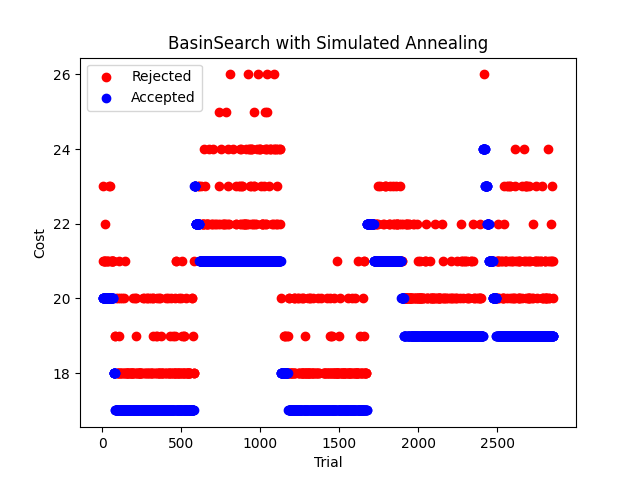 BasinSearch with Simulated Annealing
Rejected
Accepted
26
24
22
20
18
Cost
0
500
1000
1500
2000
2500
Trial